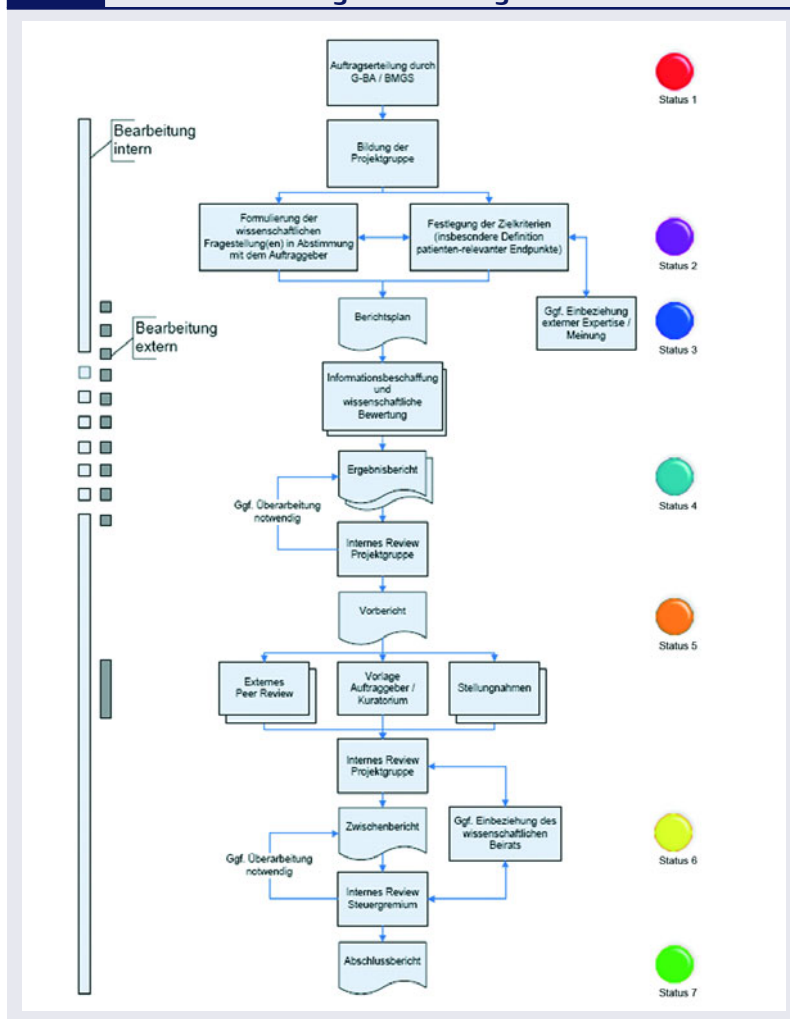 Auftragserteilung durch
G-BA / BMGS
Status 1
Bearbeitung
intern
Bildung der
Projektgruppe
Formulierung der
wissenschaftlichen
Fragestellung(en) in Abstimmung
mit dem Auftraggeber
Festlegung der Zielkriterien
(insbesondere Definition
patienten-relevanter Endpunkte)
Status 2
Berichtsplan
Ggf. Einbeziehung
externer Expertise /
Meinung
Status 3
Bearbeitung
extern
Informationsbeschaffung
und
wissenschaftliche
Bewertung
Ergebnisbericht
Status 4
Ggf. Überarbeitung
notwendig
Internes Review
Projektgruppe
Vorbericht
Status 5
Externes
Peer Review
Vorlage
Auftraggeber /
Kuratorium
Stellungnahmen
Internes Review
Projektgruppe
Zwischenbericht
Ggf. Einbeziehung des
wissenschaftlichen
Beirats
Status 6
Ggf. Überarbeitung
notwendig
Internes Review
Steuergremium
Abschlussbericht
Status 7